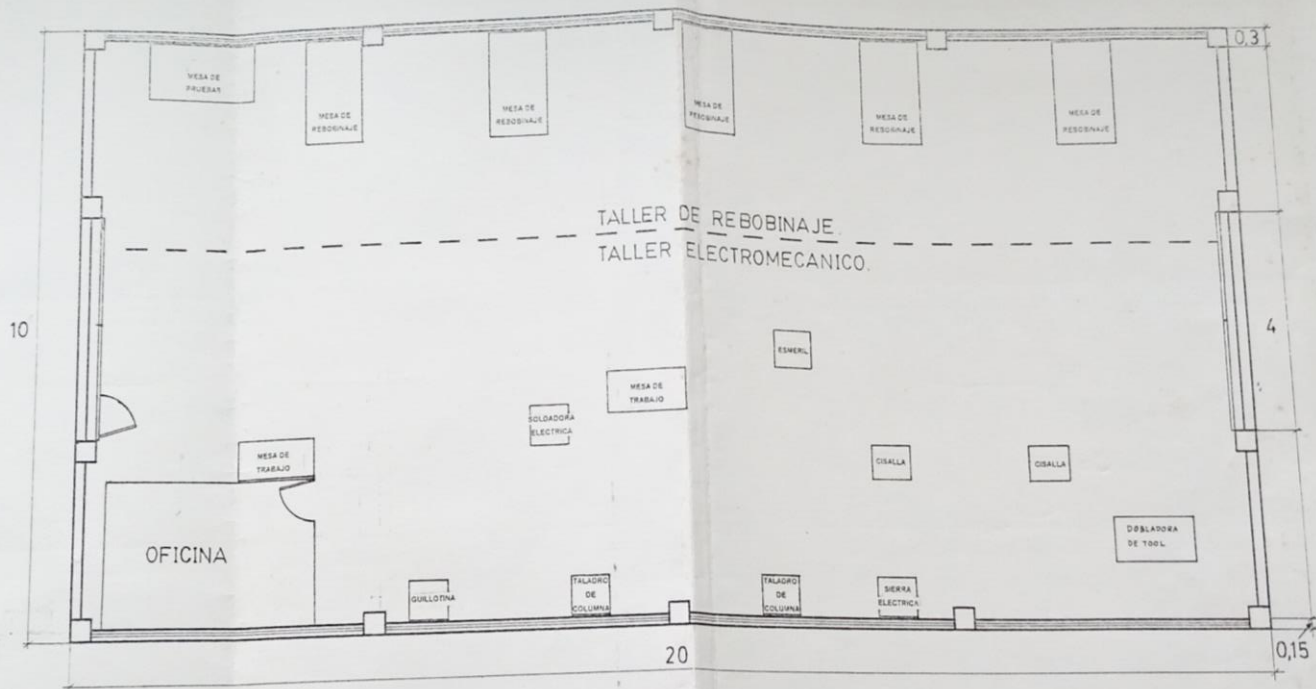 0,3
MESA DE
PRUEBAS
MESA DE
REBOBINAJE
MESA DE
REBOBINAJE
MESA DE
REBOBINAJE
MESA DE
REBOBINAJE
MESA DE
REBOBINAJE
TALLER DE REBOBINAJE.
TALLER ELECTROMECANICO.
10
4
ESMERIL
MESA DE
TRABAJO
SOLDADORA
ELECTRICA
MESA DE
TRABAJO
CISALLA
CISALLA
DOBLADORA
DE TOOL
OFICINA
GUILLOTINA
TALADRO
DE
COLUMNA
TALADRO
DE
COLUMNA
SIERRA
ELECTRICA
20
0,15